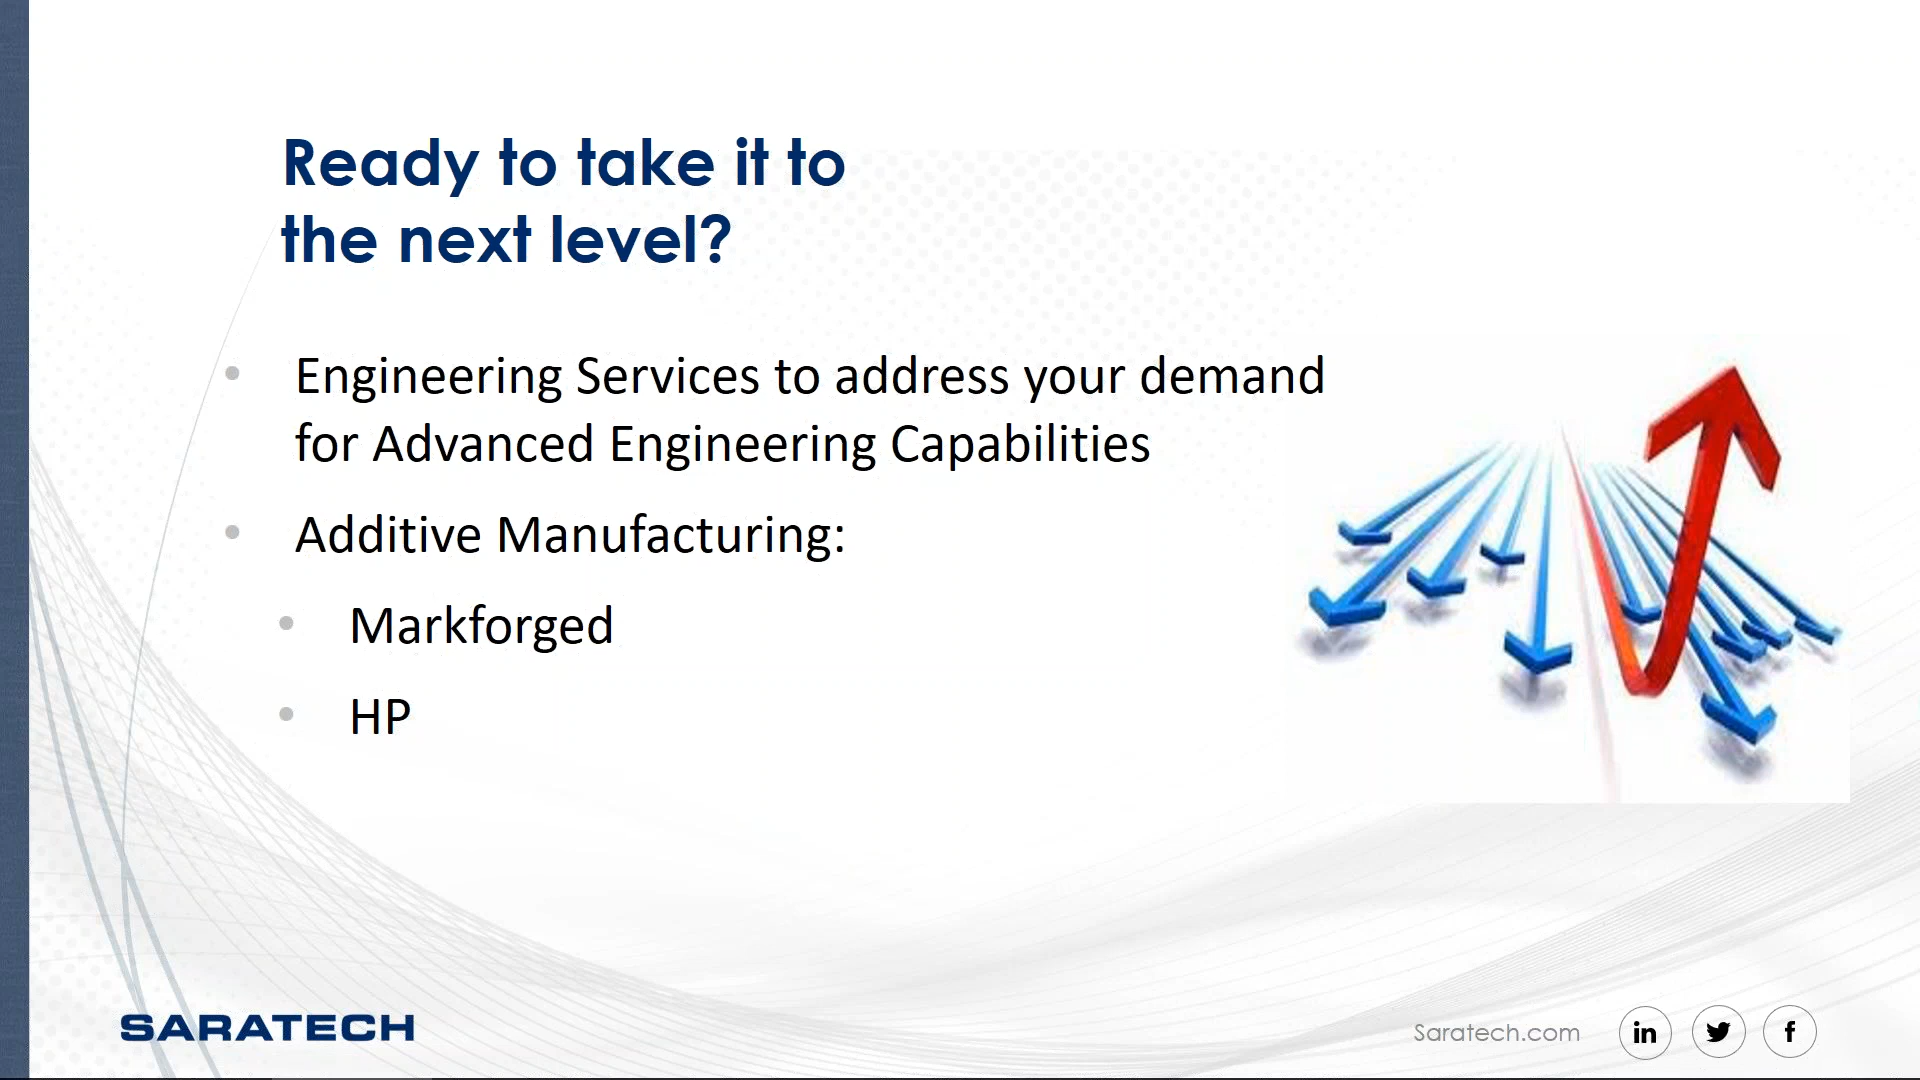 Ready to take it to
the next level?
• Engineering Services to address your demand
for Advanced Engineering Capabilities
• Additive Manufacturing:
• Markforged
• HP
SARATECH
Saratech.com in f